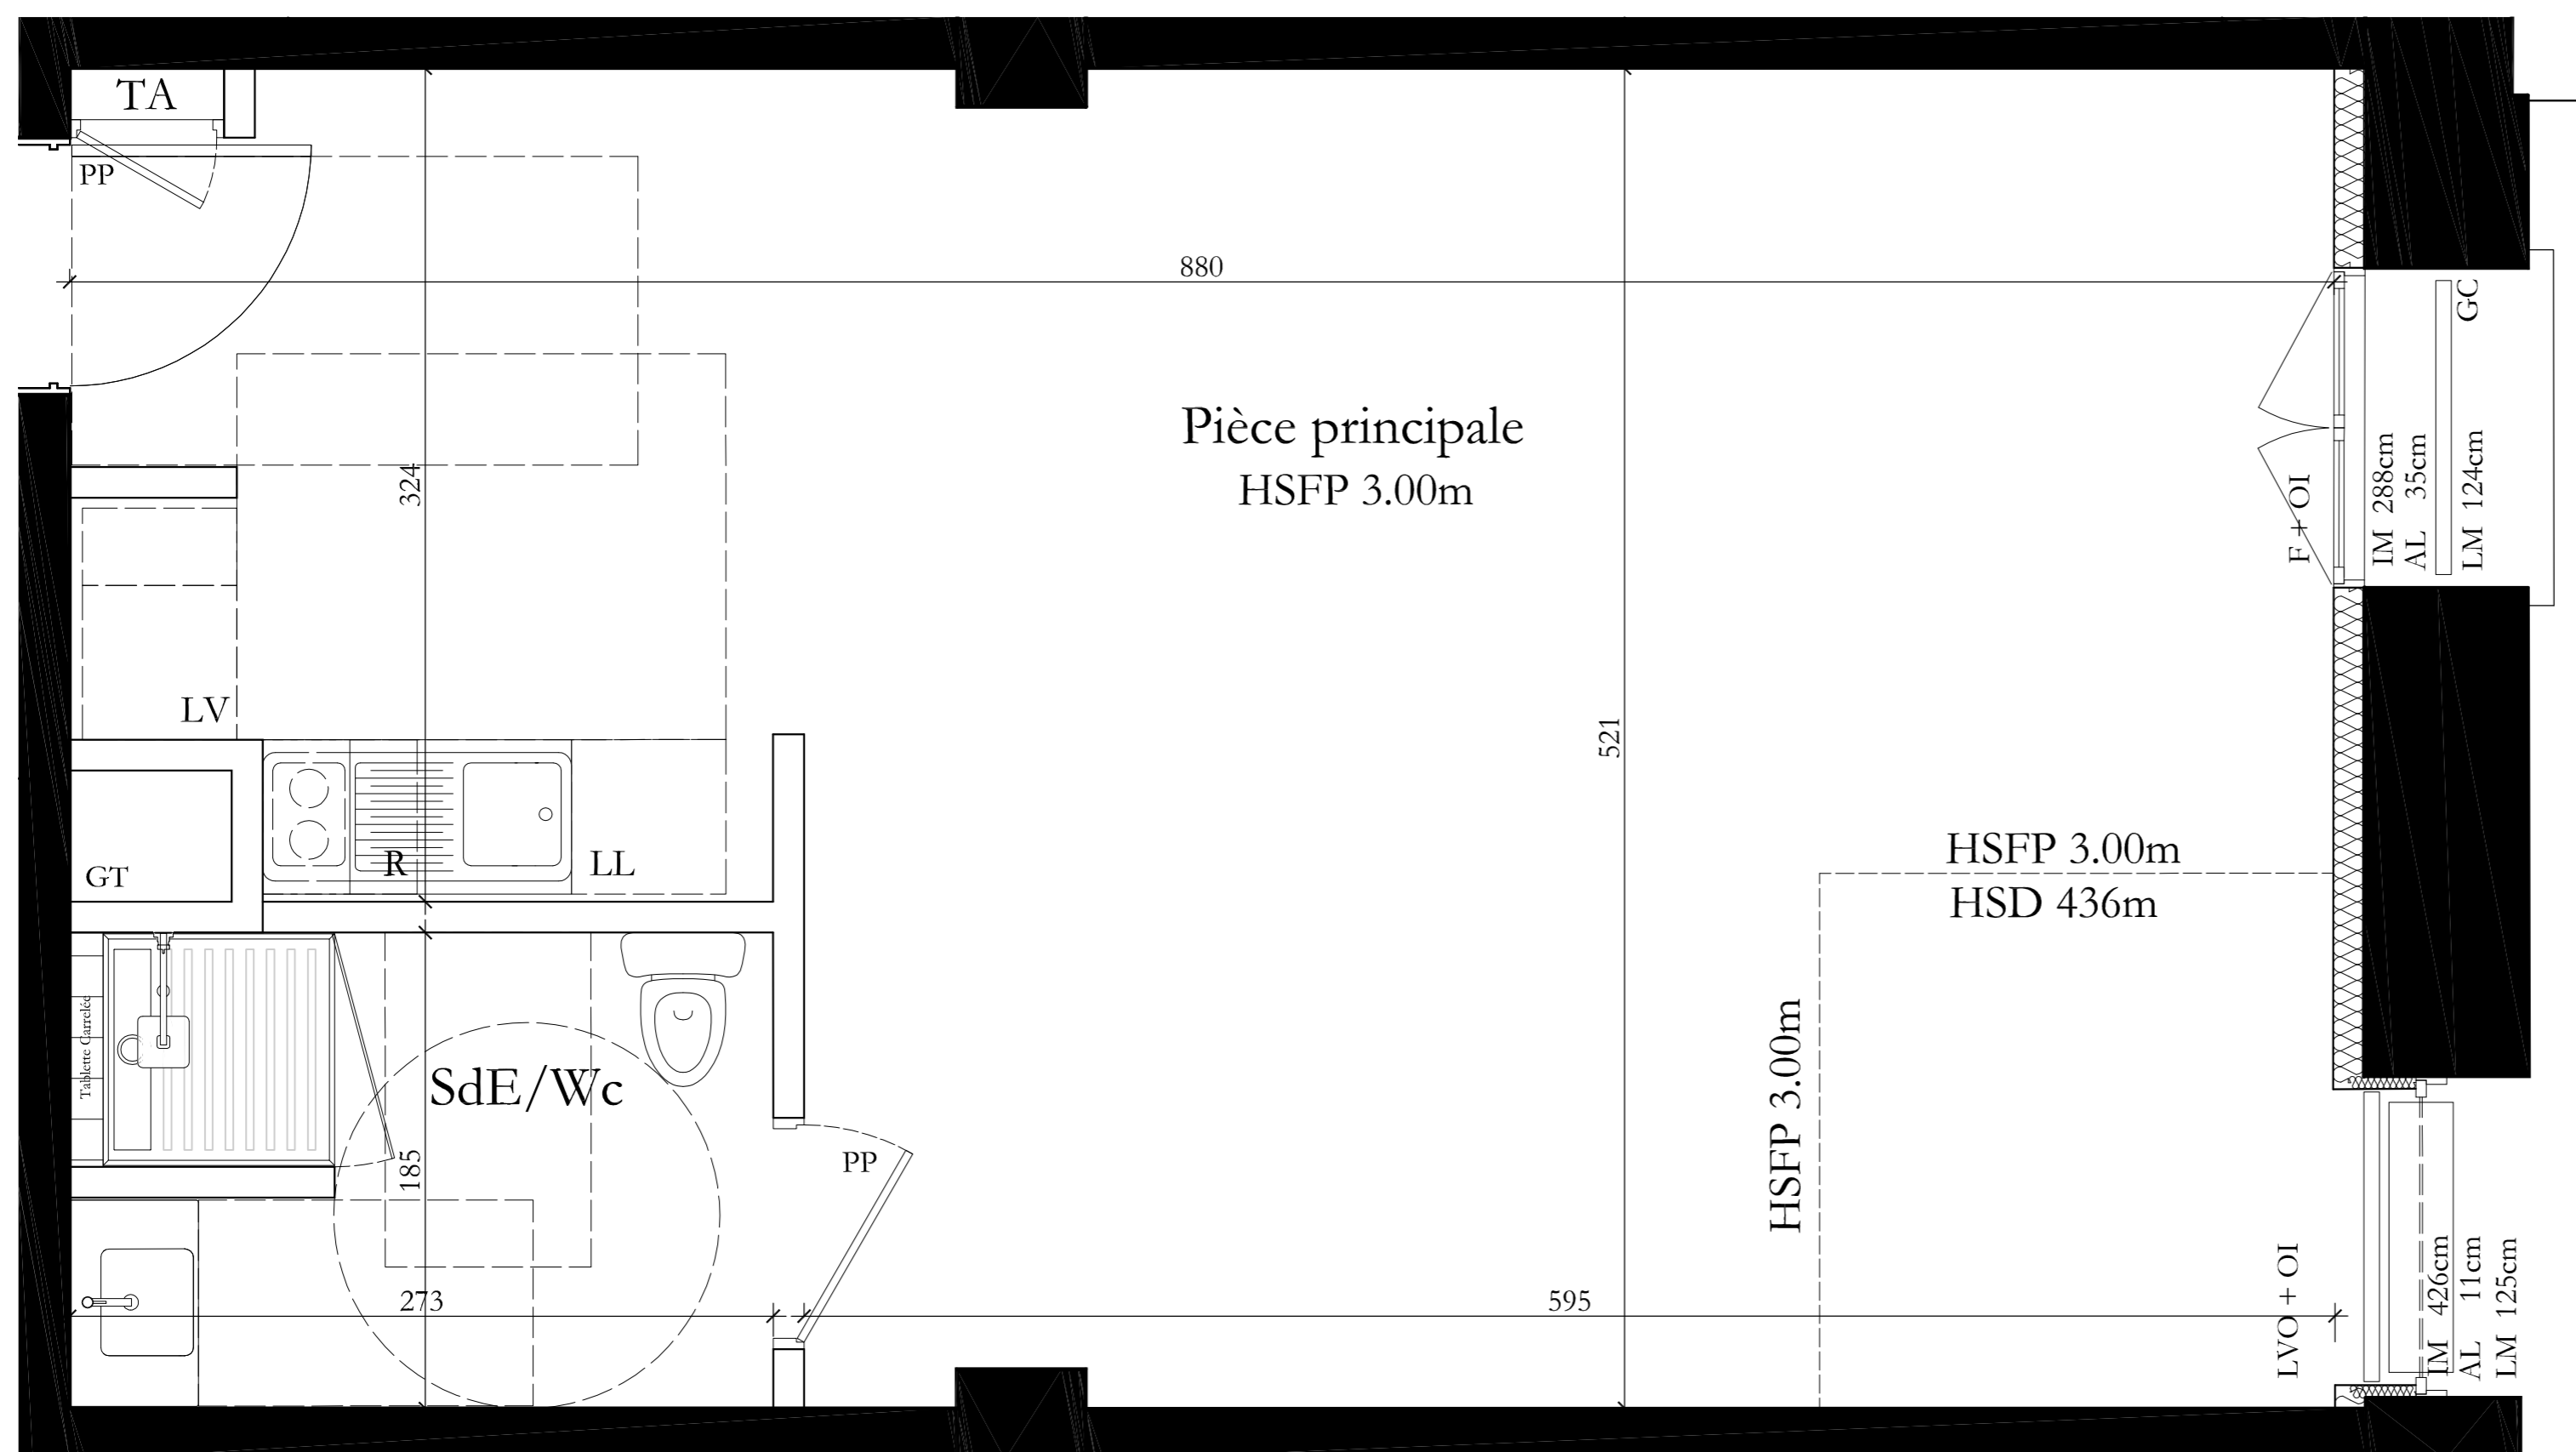 TA
PP
880
GC
Pièce principale
HSFP 3.00m
324
F + OI
IM 288cm
AL 35cm
LM 124cm
LV
521
GT
R
LL
HSFP 3.00m
HSD 436m
HSFP 3.00m
Tablette Carrelée
SdE/Wc
185
PP
273
595
LVO + OI
IM 426cm
AL 11cm
LM 125cm